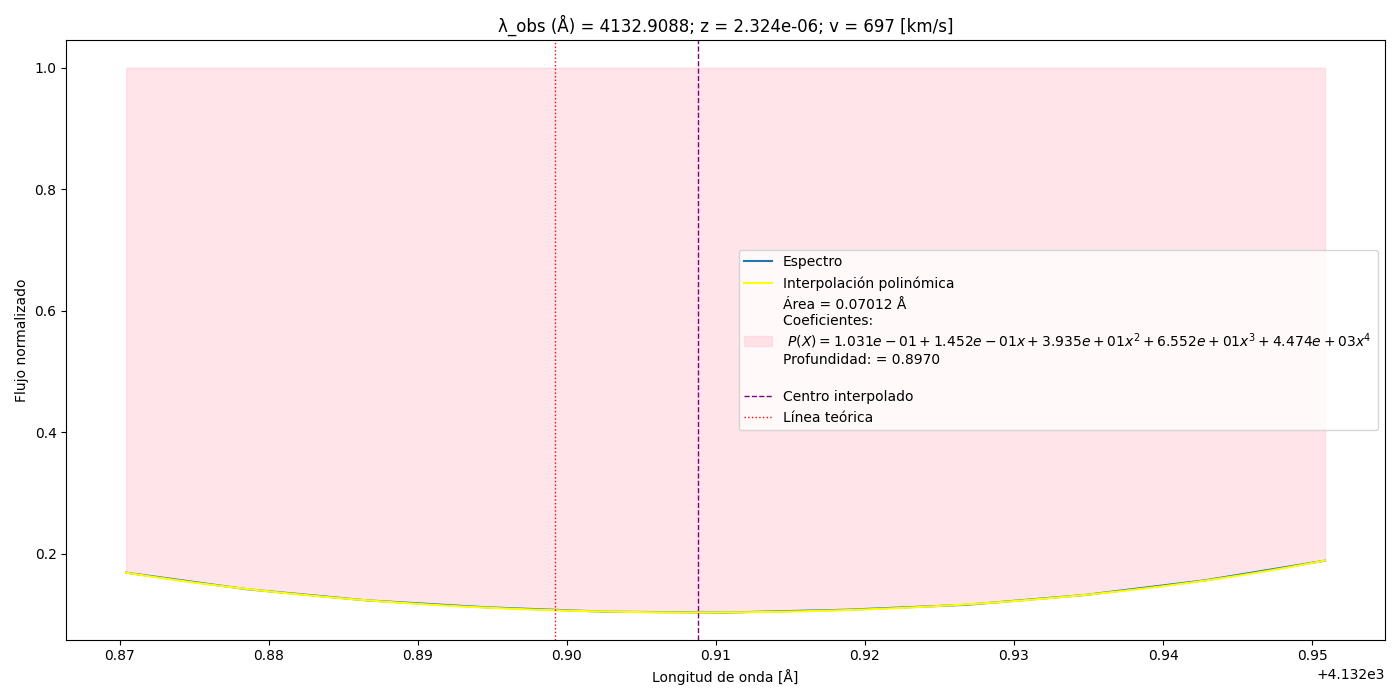 λ_obs (Å) = 4132.9088; z = 2.324e-06; v = 697 [km/s]
Flujo normalizado
1.0
0.8
0.6
0.4
0.2
Espectro
Interpolación polinómica
Área = 0.07012 Å
Coeficientes:
P(X) = 1.031e − 01 + 1.452e − 01x + 3.935e + 01x² + 6.552e + 01x³ + 4.474e + 03x⁴
Profundidad: = 0.8970
Centro interpolado
Línea teórica
0.87 0.88 0.89 0.90 0.91 0.92 0.93 0.94 0.95
Longitud de onda [Å]
+4.132e3